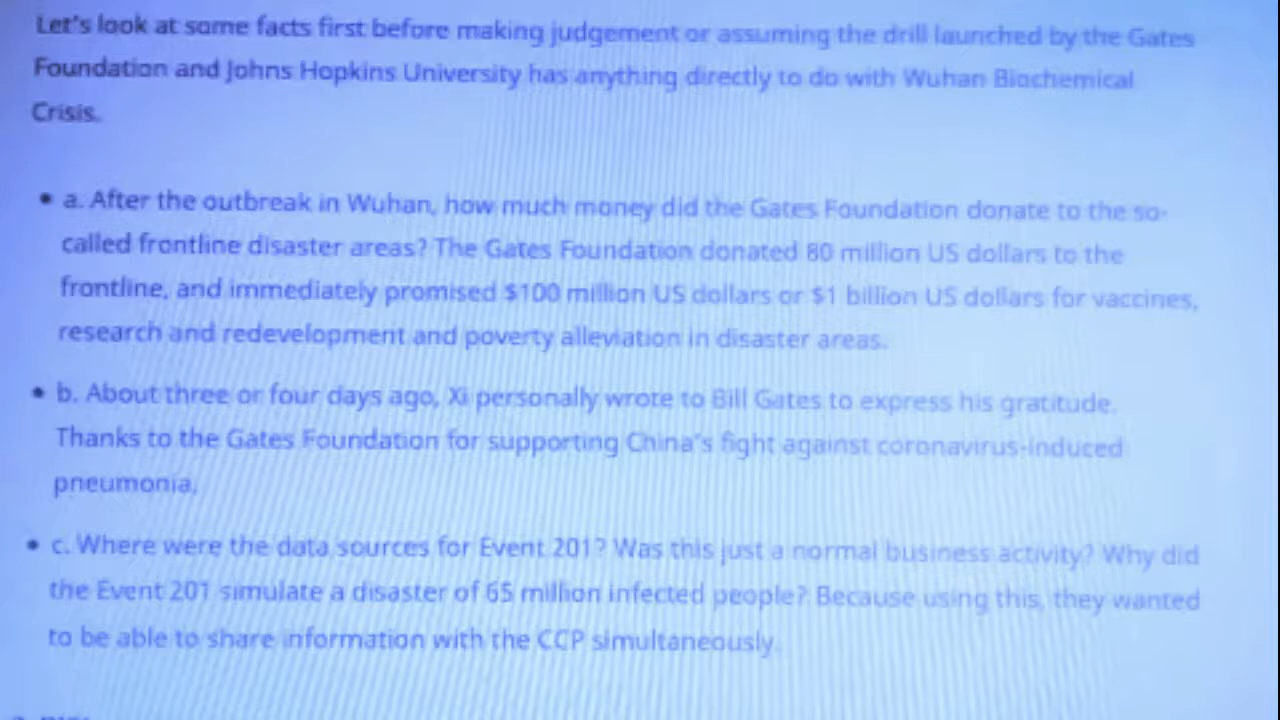 Let's look at some facts first before making judgement or assuming the drill launched by the Gates
Foundation and Johns Hopkins University has anything directly to do with Wuhan Biochemical
Crisis.
• a. After the outbreak in Wuhan, how much money did the Gates Foundation donate to the so-
called frontline disaster areas? The Gates Foundation donated 80 million US dollars to the
frontline, and immediately promised $100 million US dollars or $1 billion US dollars for vaccines,
research and redevelopment and poverty alleviation in disaster areas.
• b. About three or four days ago, Xi personally wrote to Bill Gates to express his gratitude.
Thanks to the Gates Foundation for supporting China's fight against coronavirus-induced
pneumonia.
• c. Where were the data sources for Event 201? Was this just a normal business activity? Why did
the Event 201 simulate a disaster of 65 million infected people? Because using this, they wanted
to be able to share information with the CCP simultaneously.